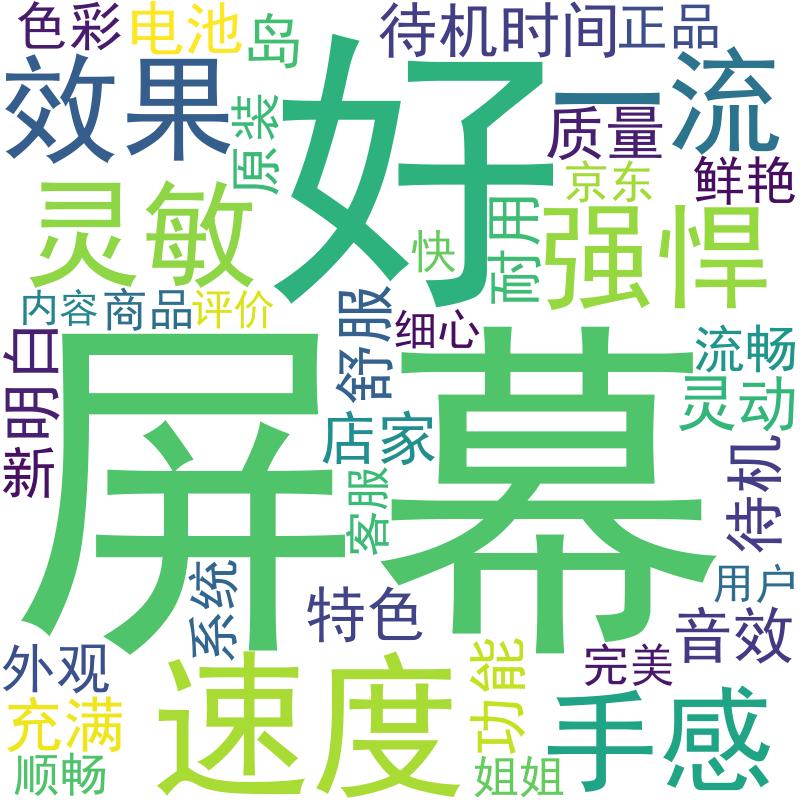 色彩
电池
岛
待机时间
正品
效果
好
一流
原装
质量
京东
鲜艳
灵敏
快
耐用
强悍
内容
商品
评价
舒服
细心
流畅
明白
屏幕
灵动
店家
新
客服
待机
系统
特色
用户
外观
音效
速度
功能
完美
充满
手感
顺畅
姐姐